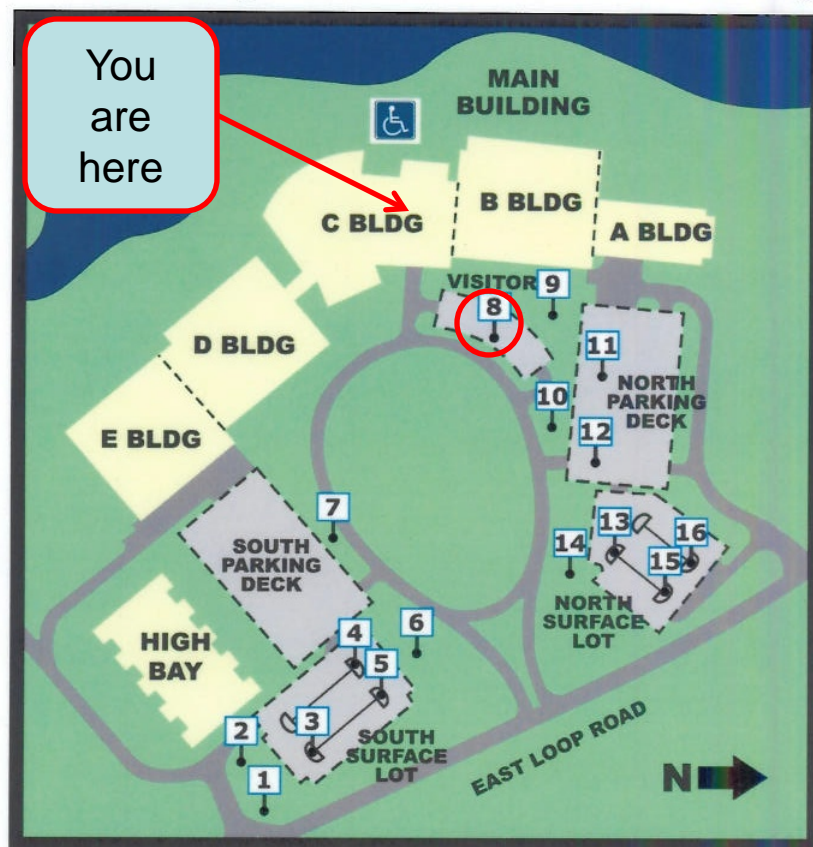 You
are
here
MAIN
BUILDING
B BLDG
C BLDG
A BLDG
VISITOR
9
8
D BLDG
11
NORTH
PARKING
DECK
10
E BLDG
12
7
13
16
14
15
SOUTH
PARKING
DECK
NORTH
SURFACE
LOT
6
HIGH
BAY
4
5
3
2
SOUTH
SURFACE
LOT
1
EAST LOOP ROAD
N